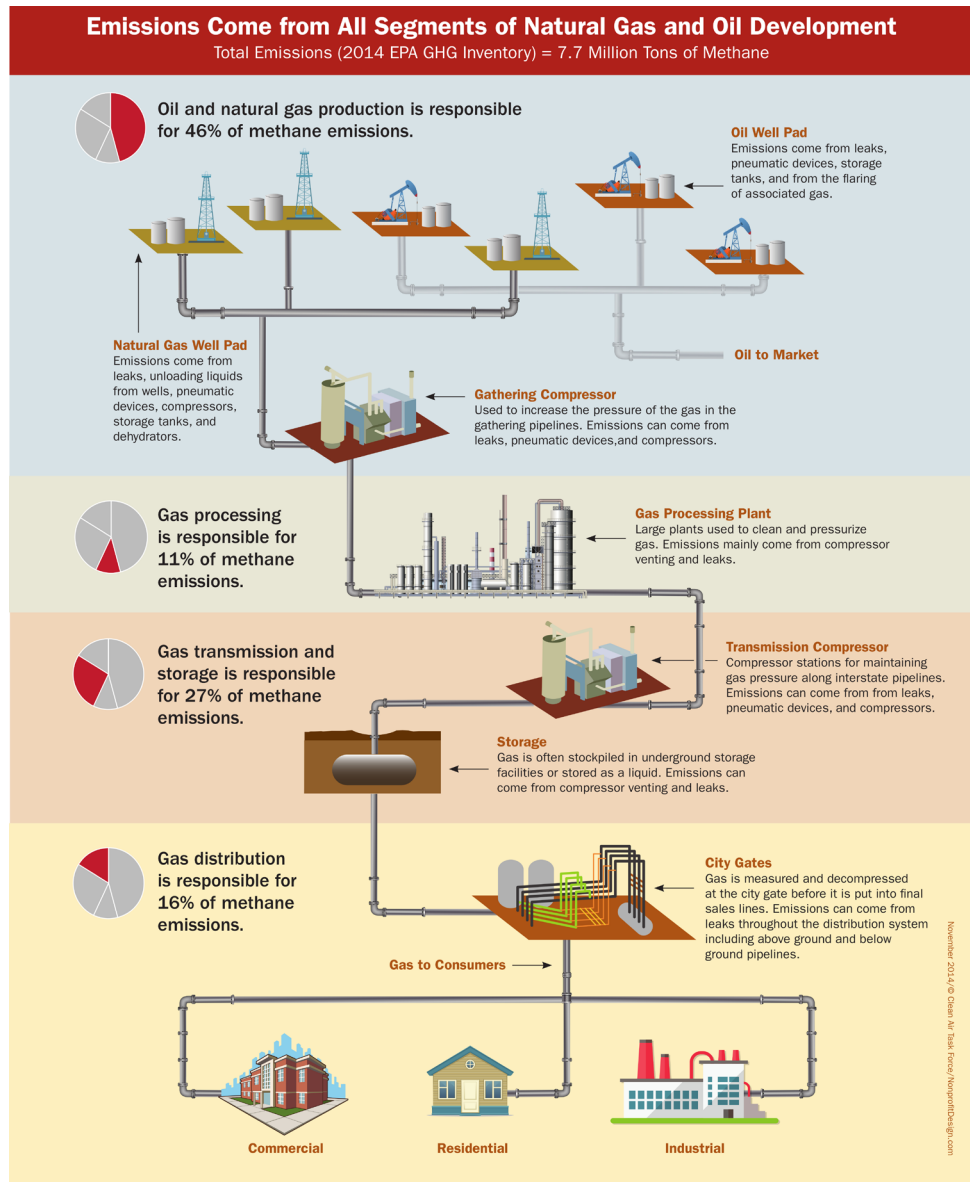 Emissions Come from All Segments of Natural Gas and Oil Development
Total Emissions (2014 EPA GHG Inventory) = 7.7 Million Tons of Methane
Oil and natural gas production is responsible
for 46% of methane emissions.
Oil Well Pad
Emissions come from leaks,
pneumatic devices, storage
tanks, and from the flaring
of associated gas.
Natural Gas Well Pad
Emissions come from
leaks, unloading liquids
from wells, pneumatic
devices, compressors,
storage tanks, and
dehydrators.
Oil to Market
Gathering Compressor
Used to increase the pressure of the gas in the
gathering pipelines. Emissions can come from
leaks, pneumatic devices,and compressors.
Gas processing
is responsible for
11% of methane
emissions.
Gas Processing Plant
Large plants used to clean and pressurize
gas. Emissions mainly come from compressor
venting and leaks.
Gas transmission and
storage is responsible
for 27% of methane
emissions.
Transmission Compressor
Compressor stations for maintaining
gas pressure along interstate pipelines.
Emissions can come from from leaks,
pneumatic devices, and compressors.
Storage
Gas is often stockpiled in underground storage
facilities or stored as a liquid. Emissions can
come from compressor venting and leaks.
Gas distribution
is responsible for
16% of methane
emissions.
City Gates
Gas is measured and decompressed
at the city gate before it is put into final
sales lines. Emissions can come from
leaks throughout the distribution system
including above ground and below
ground pipelines.
Gas to Consumers
Commercial
Residential
Industrial
November 2014/© Clean Air Task Force/NonprofitDesign.com